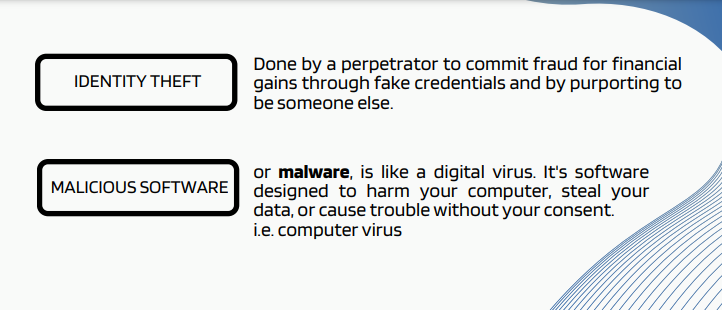 IDENTITY THEFT
Done by a perpetrator to commit fraud for financial
gains through fake credentials and by purporting to
be someone else.
MALICIOUS SOFTWARE
or malware, is like a digital virus. It's software
designed to harm your computer, steal your
data, or cause trouble without your consent.
i.e. computer virus